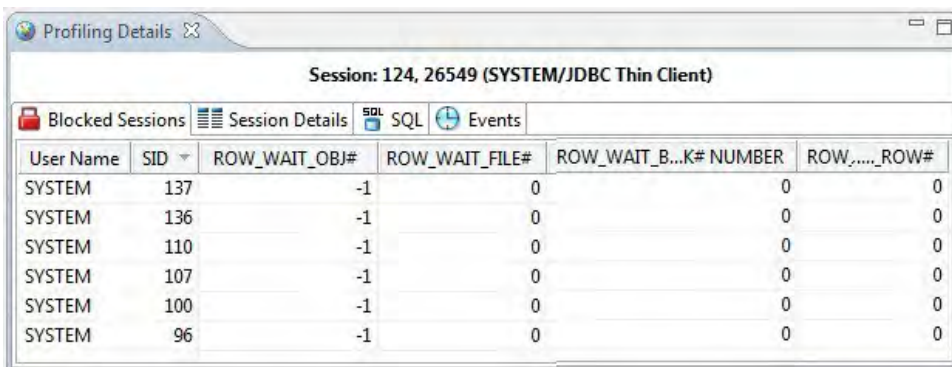 Profiling Details
Session: 124, 26549 (SYSTEM/JDBC Thin Client)
Blocked Sessions Session Details SQL SQL Events
User Name SID ROW_WAIT_OBJ# ROW_WAIT_FILE# ROW_WAIT_B...K# NUMBER ROW,...._ROW#
SYSTEM 137 -1 0 0 0
SYSTEM 136 -1 0 0 0
SYSTEM 110 -1 0 0 0
SYSTEM 107 -1 0 0 0
SYSTEM 100 -1 0 0 0
SYSTEM 96 -1 0 0 0